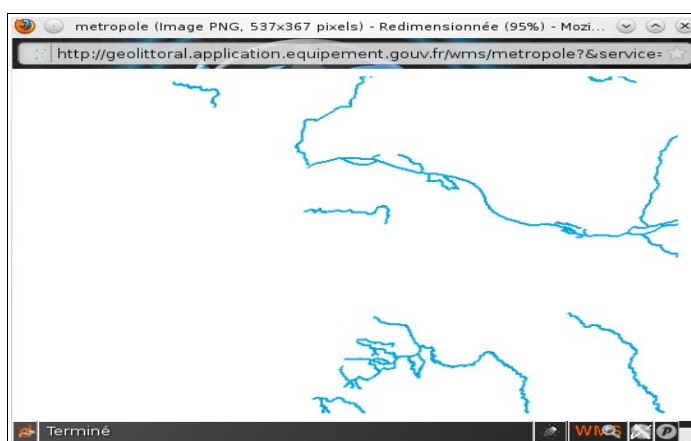 metropole (Image PNG, 537x367 pixels) - Redimensionnée (95%) - Mozi...
http://geolittoral.application.equipement.gouv.fr/wms/metropole?&service=
Terminé
WMS
P